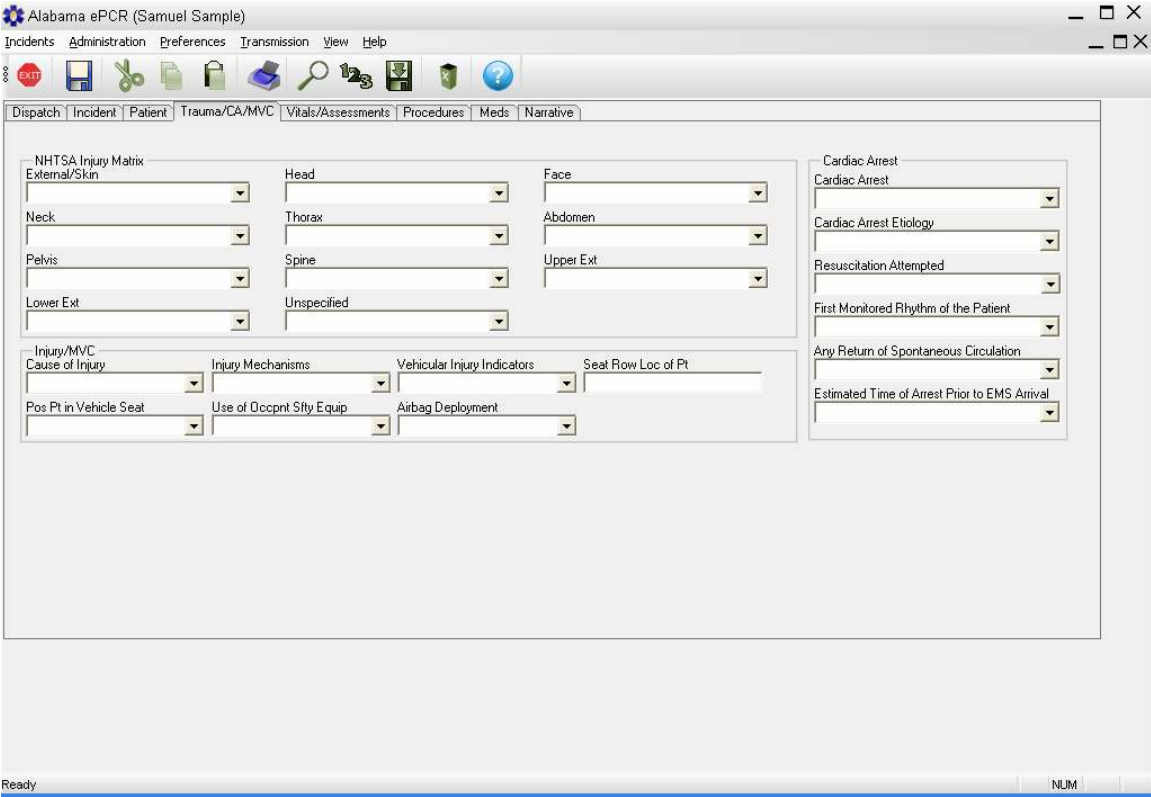 Alabama ePCR (Samuel Sample)
Incidents Administration Preferences Transmission View Help
EXIT 123 X ?
Dispatch Incident Patient Trauma/CA/MVC Vitals/Assessments Procedures Meds Narrative
NHTSA Injury Matrix
External/Skin Head Face
Neck Thorax Abdomen
Pelvis Spine Upper Ext
Lower Ext Unspecified
Injury/MVC
Cause of Injury Injury Mechanisms Vehicular Injury Indicators Seat Row Loc of Pt
Pos Pt in Vehicle Seat Use of Occpnt Sfty Equip Airbag Deployment
Cardiac Arrest
Cardiac Arrest
Cardiac Arrest Etiology
Resuscitation Attempted
First Monitored Rhythm of the Patient
Any Return of Spontaneous Circulation
Estimated Time of Arrest Prior to EMS Arrival
Ready NUM